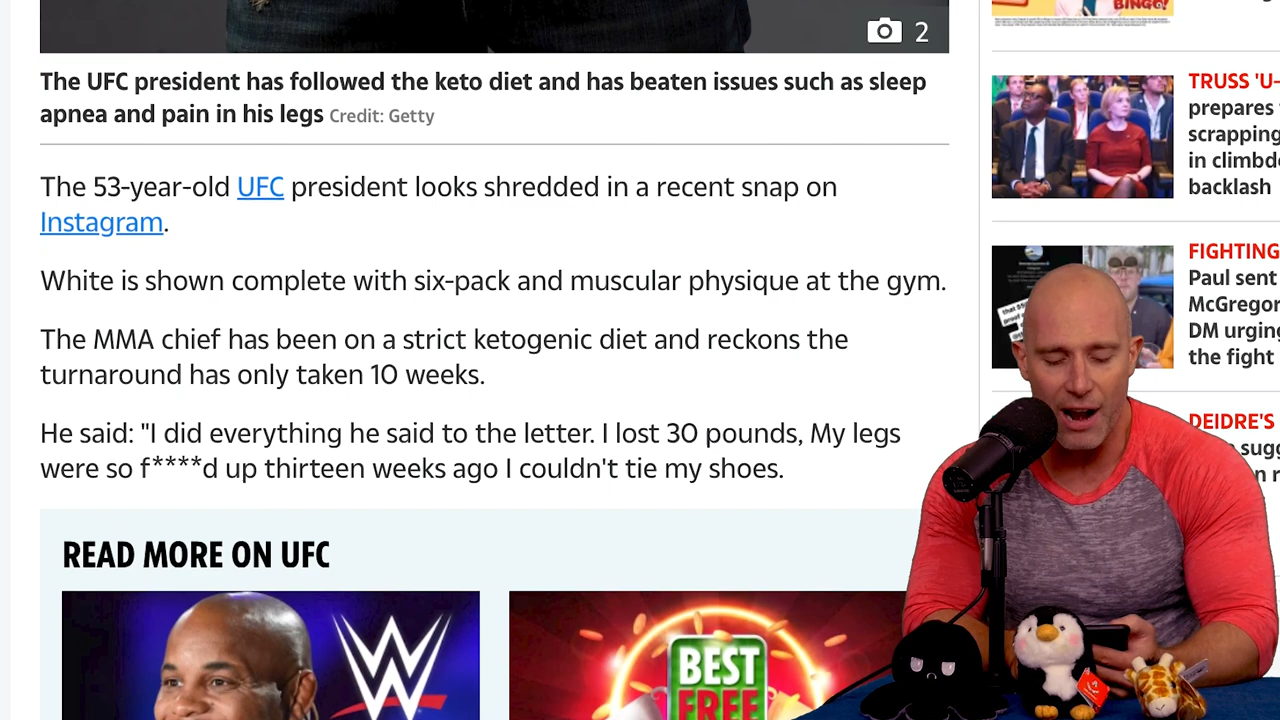 BINGO!
2
The UFC president has followed the keto diet and has beaten issues such as sleep
apnea and pain in his legs Credit: Getty
The 53-year-old UFC president looks shredded in a recent snap on
Instagram.
White is shown complete with six-pack and muscular physique at the gym.
The MMA chief has been on a strict ketogenic diet and reckons the
turnaround has only taken 10 weeks.
He said: "I did everything he said to the letter. I lost 30 pounds, My legs
were so f****d up thirteen weeks ago I couldn't tie my shoes.
READ MORE ON UFC
W
BEST
FREE
TRUSS 'U-
prepares
scrapping
in climbd
backlash
FIGHTING
Paul sent
McGregor
DM urging
the fight
DEIDRE'S
sugg